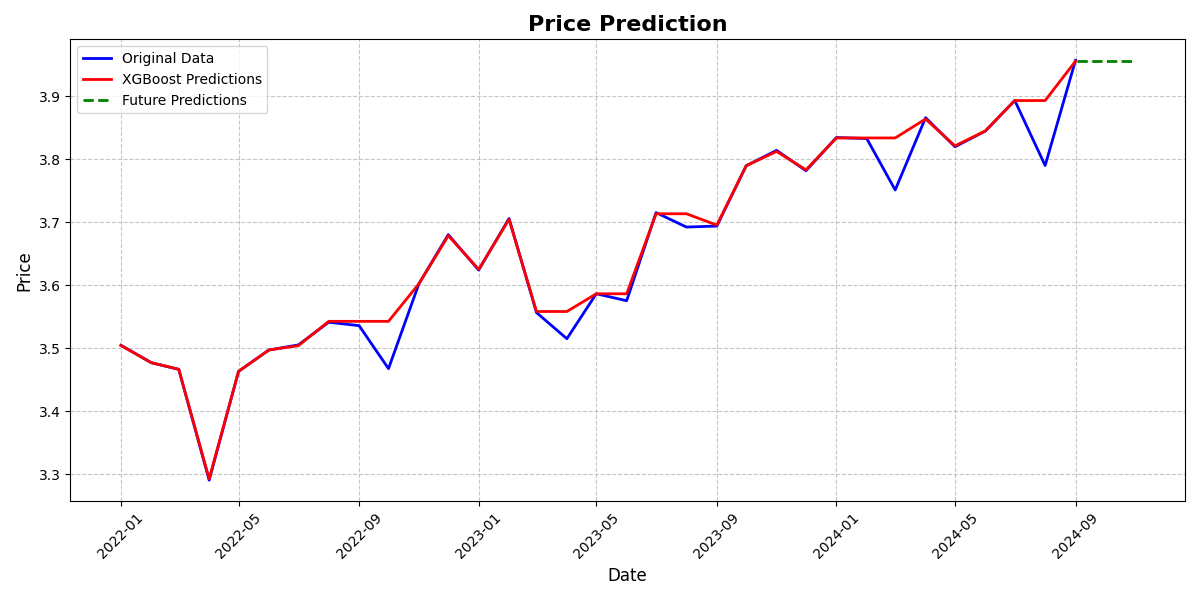 Price Prediction
Original Data
XGBoost Predictions
Future Predictions
Price
3.9
3.8
3.7
3.6
3.5
3.4
3.3
2022-01
2022-05
2022-09
2023-01
2023-05
2023-09
2024-01
2024-05
2024-09
Date